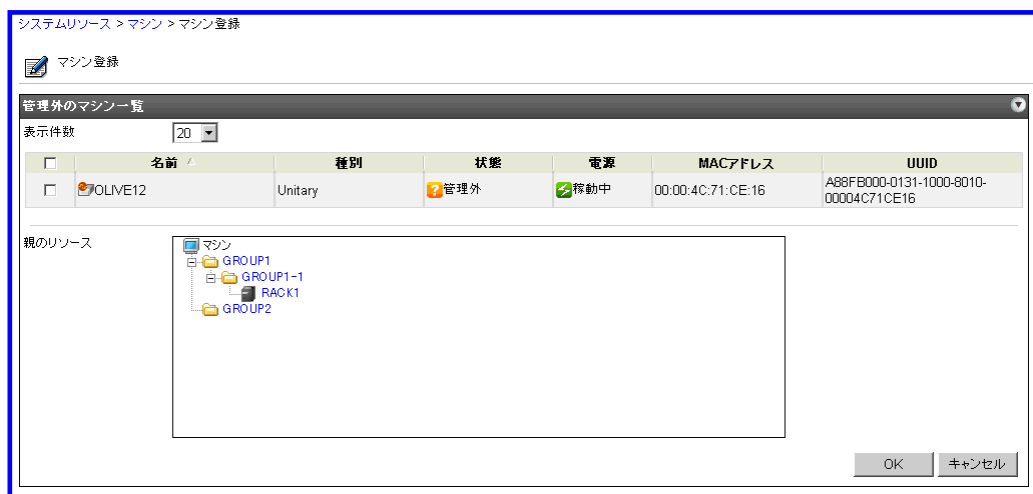 システムリソース > マシン > マシン登録
マシン登録
管理外のマシン一覧
表示件数 20
名前 種別 状態 電源 MACアドレス UUID
OLIVE12 Unitary 管理外 稼動中 00:00:4C:71:CE:16 A88FB000-0131-1000-8010-
00004C71CE16
親のリソース
マシン
GROUP1
GROUP1-1
RACK1
GROUP2
OK キャンセル